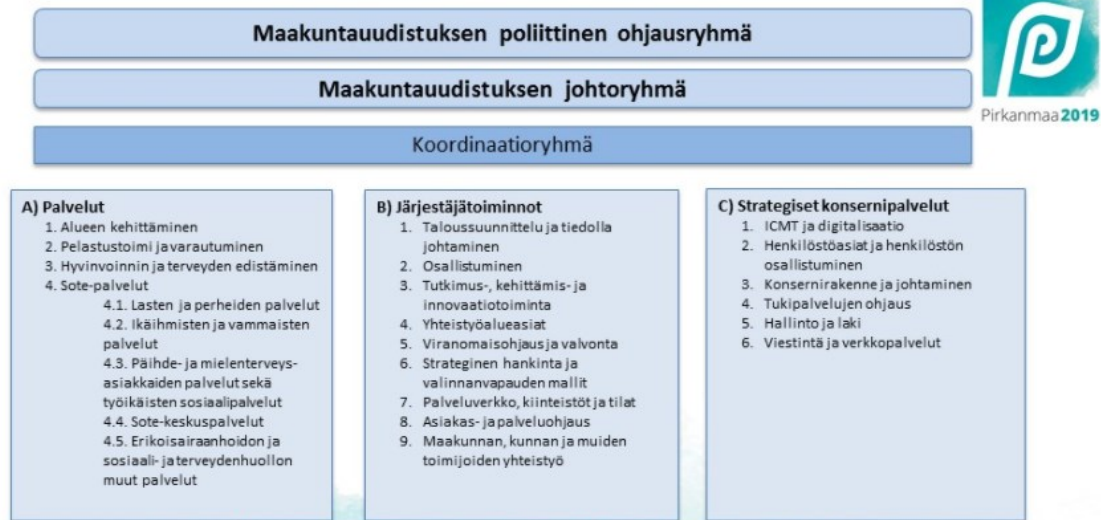 Maakuntauudistuksen poliittinen ohjausryhmä
Maakuntauudistuksen johtoryhmä
Koordinaatioryhmä
Pirkanmaa2019
A) Palvelut
1. Alueen kehittäminen
2. Pelastustoimi ja varautuminen
3. Hyvinvoinnin ja terveyden edistäminen
4. Sote-palvelut
4.1. Lasten ja perheiden palvelut
4.2. Ikäihmisten ja vammaisten
palvelut
4.3. Päihde- ja mielenterveys-
asiakkaiden palvelut sekä
työikäisten sosiaalipalvelut
4.4. Sote-keskuspalvelut
4.5. Erikoisairaanhoidon ja
sosiaali- ja terveydenhuollon
muut palvelut
B) Järjestäjätoiminnot
1. Taloussuunnittelu ja tiedolla
johtaminen
2. Osallistuminen
3. Tutkimus-, kehittämis- ja
innovaatiotoiminta
4. Yhteistyöalueasiat
5. Viranomaisohjaus ja valvonta
6. Strateginen hankinta ja
valinnanvapauden mallit
7. Palveluverkko, kiinteistöt ja tilat
8. Asiakas- ja palveluohjaus
9. Maakunnan, kunnan ja muiden
toimijoiden yhteistyö
C) Strategiset konsernipalvelut
1. ICMT ja digitalisaatio
2. Henkilöstöasiat ja henkilöstön
osallistuminen
3. Konsernirakenne ja johtaminen
4. Tukipalvelujen ohjaus
5. Hallinto ja laki
6. Viestintä ja verkkopalvelut